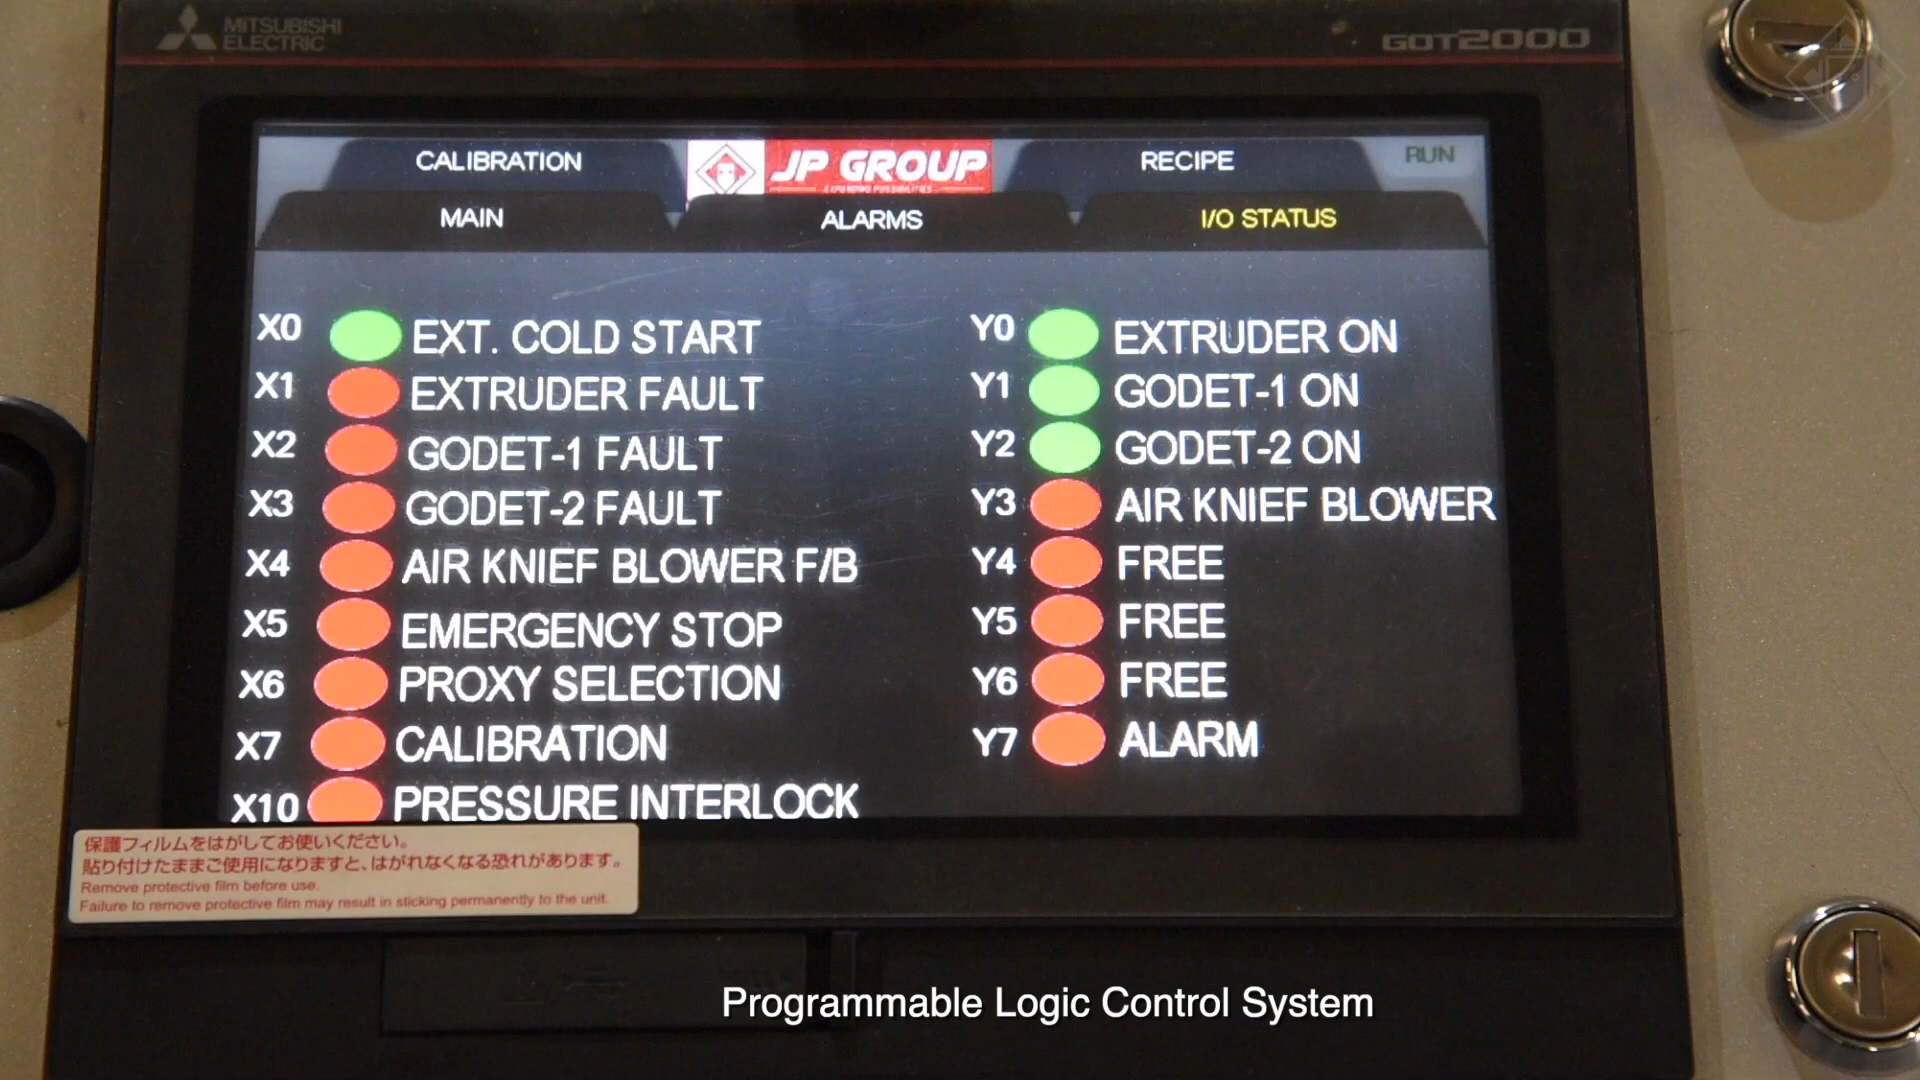 MITSUBISHI
ELECTRIC
GOT2000
CALIBRATION
JP GROUP
RECIPE
RUN
MAIN
ALARMS
I/O STATUS
X0 EXT. COLD START
X1 EXTRUDER FAULT
X2 GODET-1 FAULT
X3 GODET-2 FAULT
X4 AIR KNIEF BLOWER F/B
X5 EMERGENCY STOP
X6 PROXY SELECTION
X7 CALIBRATION
X10 PRESSURE INTERLOCK
Y0 EXTRUDER ON
Y1 GODET-1 ON
Y2 GODET-2 ON
Y3 AIR KNIEF BLOWER
Y4 FREE
Y5 FREE
Y6 FREE
Y7 ALARM
保護フィルムをはがしてお使いください。
貼り付けたままご使用になりますと、はがれなくなる恐れがあります。
Remove protective film before use.
Failure to remove protective film may result in sticking permanently to the unit.
Programmable Logic Control System